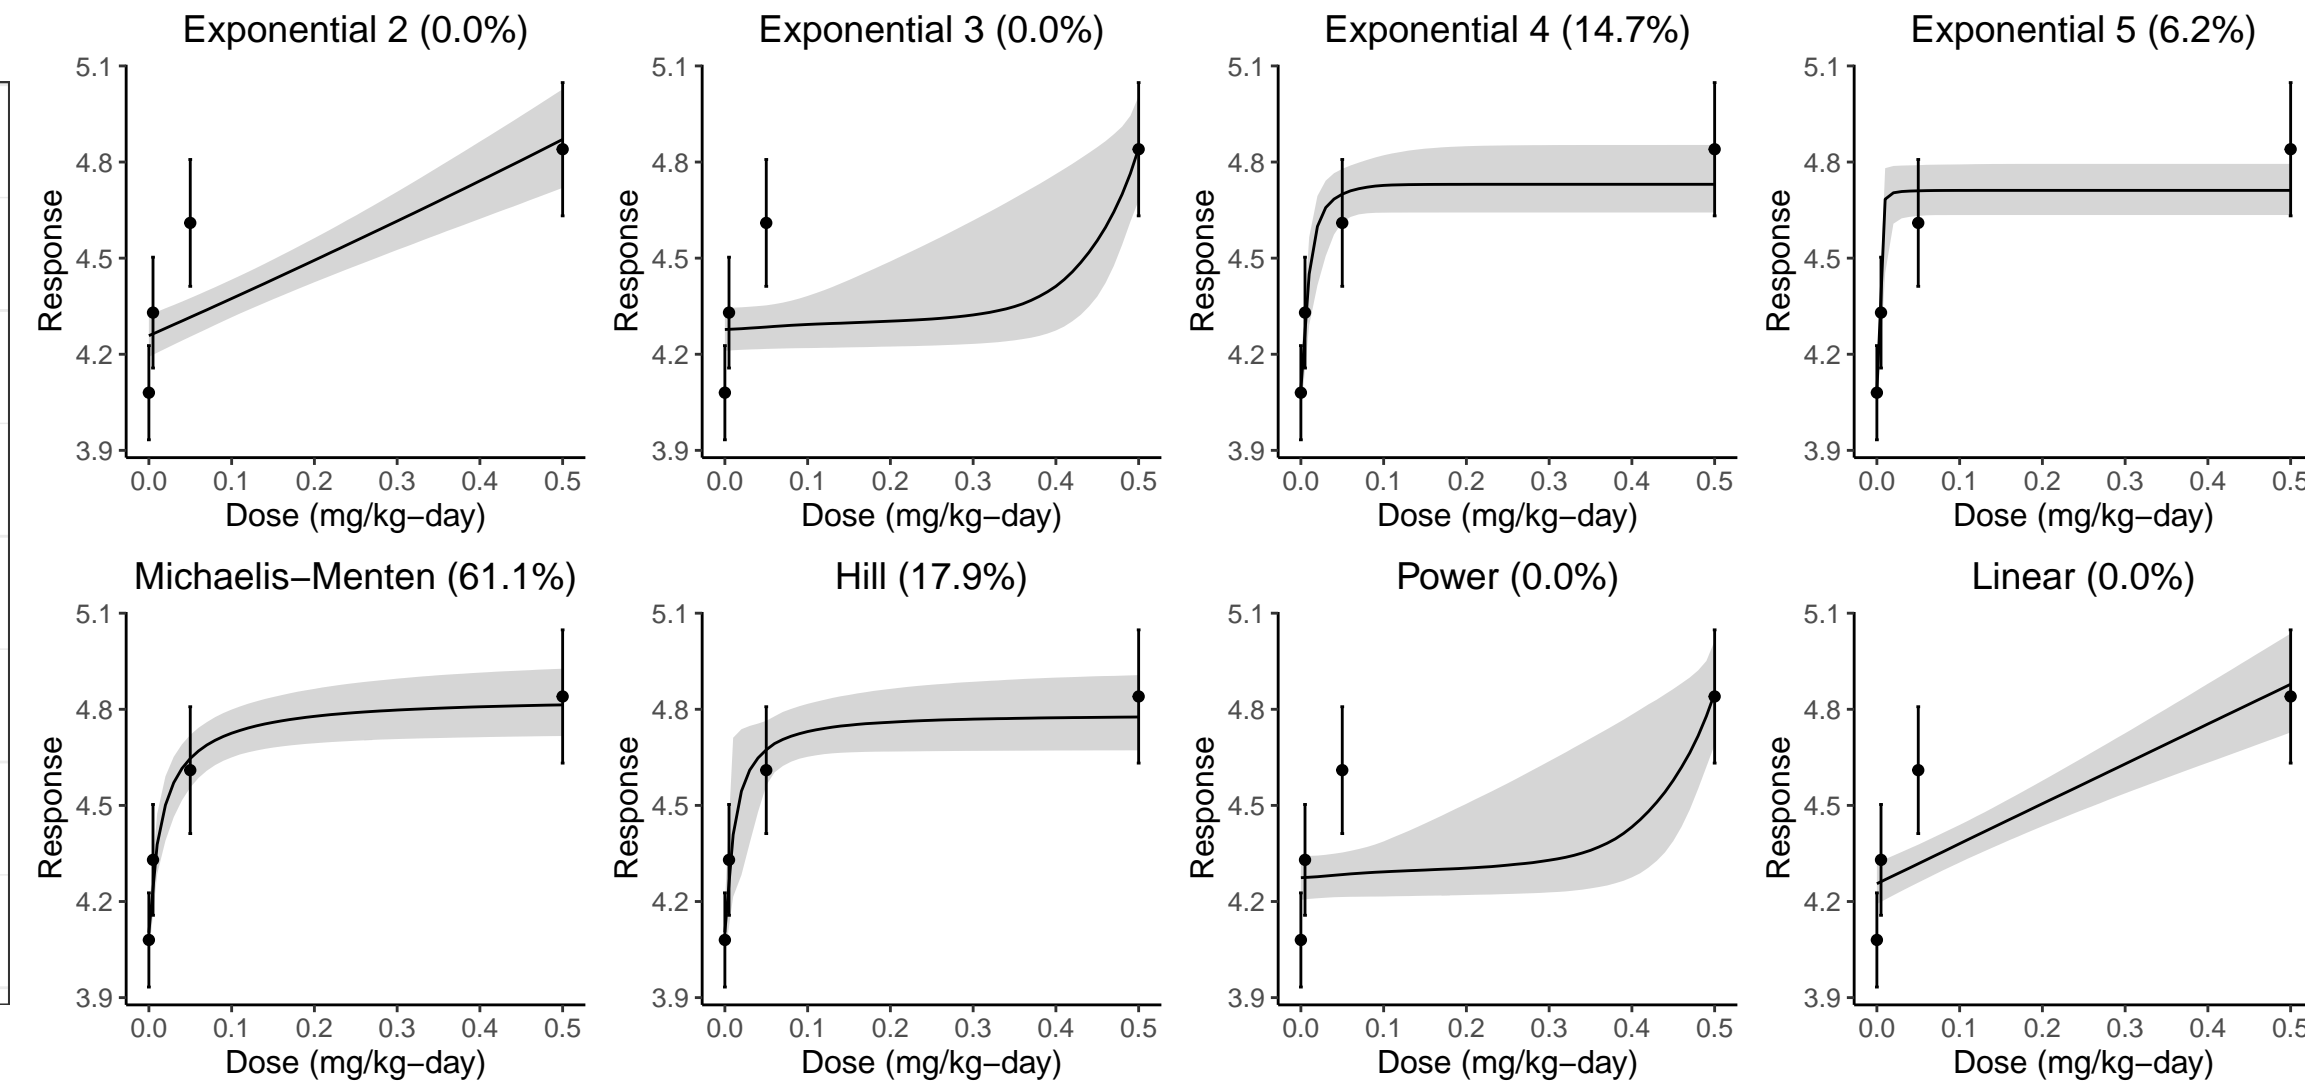 Exponential 2 (0.0%) Exponential 3 (0.0%) Exponential 4 (14.7%) Exponential 5 (6.2%)
5.1 5.1 5.1 5.1
4.8 4.8 4.8 4.8
4.5 4.5 4.5 4.5
4.2 4.2 4.2 4.2
3.9 3.9 3.9 3.9
Response Response Response Response
0.0 0.1 0.2 0.3 0.4 0.5 0.0 0.1 0.2 0.3 0.4 0.5 0.0 0.1 0.2 0.3 0.4 0.5 0.0 0.1 0.2 0.3 0.4 0.5
Dose (mg/kg−day) Dose (mg/kg−day) Dose (mg/kg−day) Dose (mg/kg−day)
Michaelis−Menten (61.1%) Hill (17.9%) Power (0.0%) Linear (0.0%)
5.1 5.1 5.1 5.1
4.8 4.8 4.8 4.8
4.5 4.5 4.5 4.5
4.2 4.2 4.2 4.2
3.9 3.9 3.9 3.9
Response Response Response Response
0.0 0.1 0.2 0.3 0.4 0.5 0.0 0.1 0.2 0.3 0.4 0.5 0.0 0.1 0.2 0.3 0.4 0.5 0.0 0.1 0.2 0.3 0.4 0.5
Dose (mg/kg−day) Dose (mg/kg−day) Dose (mg/kg−day) Dose (mg/kg−day)